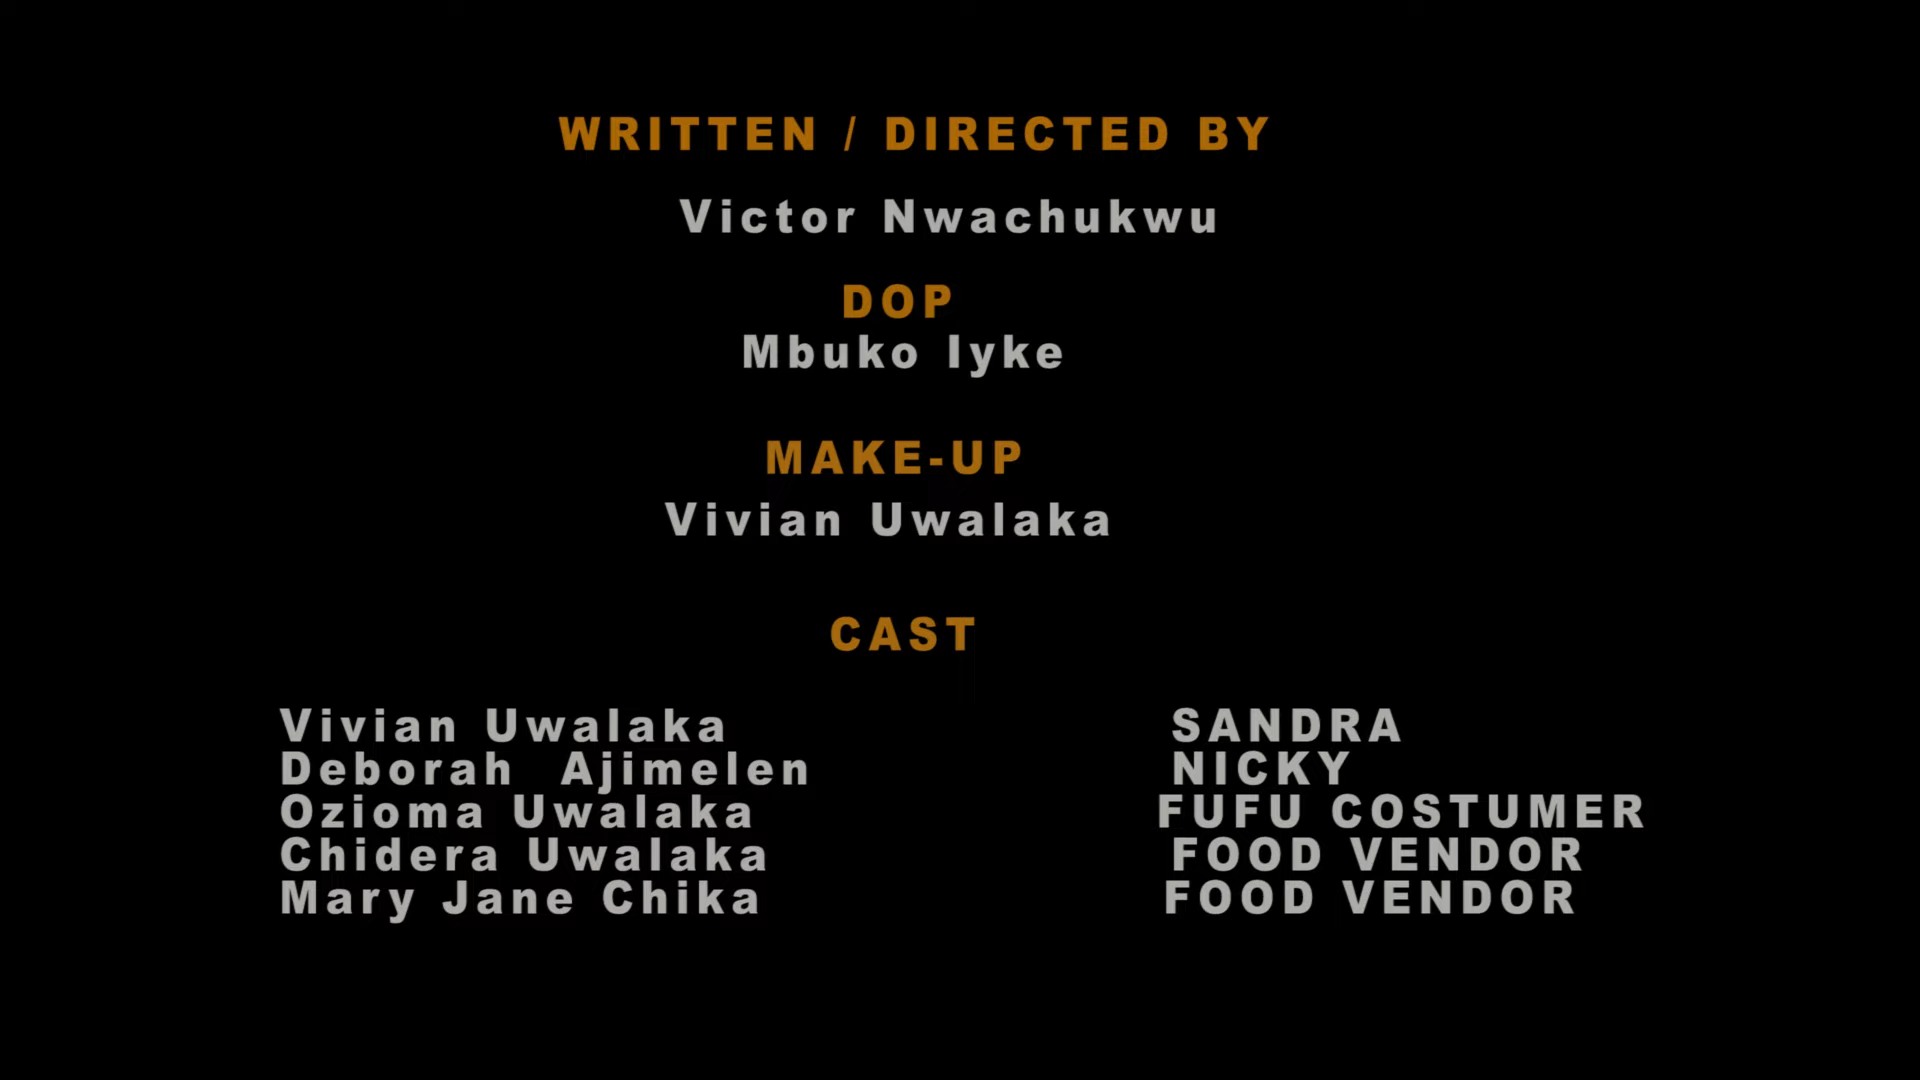 WRITTEN / DIRECTED BY
Victor Nwachukwu
DOP
Mbuko Iyke
MAKE-UP
Vivian Uwalaka
CAST
Vivian Uwalaka SANDRA
Deborah Ajimelen NICKY
Ozioma Uwalaka FUFU COSTUMER
Chidera Uwalaka FOOD VENDOR
Mary Jane Chika FOOD VENDOR